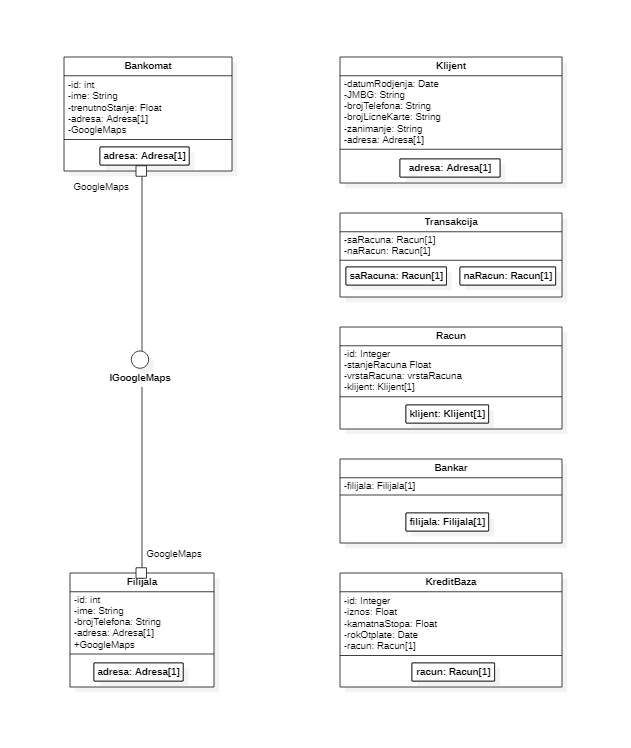 Bankomat
-id: int
-ime: String
-trenutnoStanje: Float
-adresa: Adresa[1]
-GoogleMaps
adresa: Adresa[1]
GoogleMaps
IGoogleMaps
GoogleMaps
Filijala
-id: int
-ime: String
-brojTelefona: String
-adresa: Adresa[1]
+GoogleMaps
adresa: Adresa[1]
Klijent
-datumRodjenja: Date
-JMBG: String
-brojTelefona: String
-brojLicneKarte: String
-zanimanje: String
-adresa: Adresa[1]
adresa: Adresa[1]
Transakcija
-saRacuna: Racun[1]
-naRacun: Racun[1]
saRacuna: Racun[1] naRacun: Racun[1]
Racun
-id: Integer
-stanjeRacuna Float
-vrstaRacuna: vrstaRacuna
-klijent: Klijent[1]
klijent: Klijent[1]
Bankar
-filijala: Filijala[1]
filijala: Filijala[1]
KreditBaza
-id: Integer
-iznos: Float
-kamatnaStopa: Float
-rokOtplate: Date
-racun: Racun[1]
racun: Racun[1]